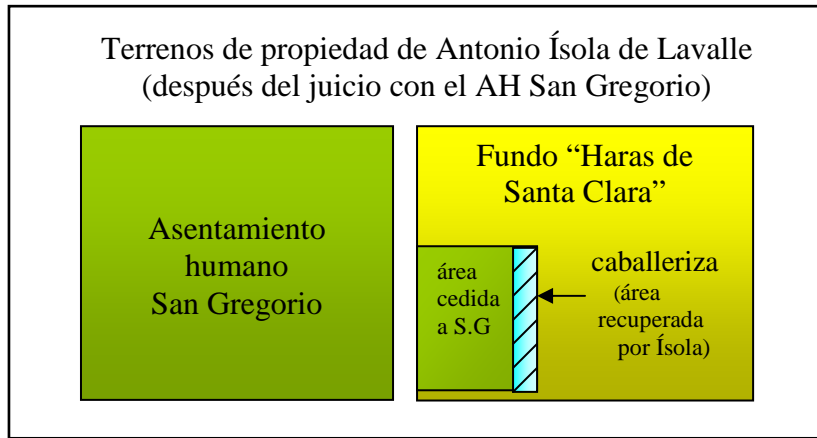 Terrenos de propiedad de Antonio Ísola de Lavalle
(después del juicio con el AH San Gregorio)
Asentamiento
humano
San Gregorio
Fundo “Haras de
Santa Clara”
área
cedida
a S.G
caballeriza
(área
recuperada
por Ísola)